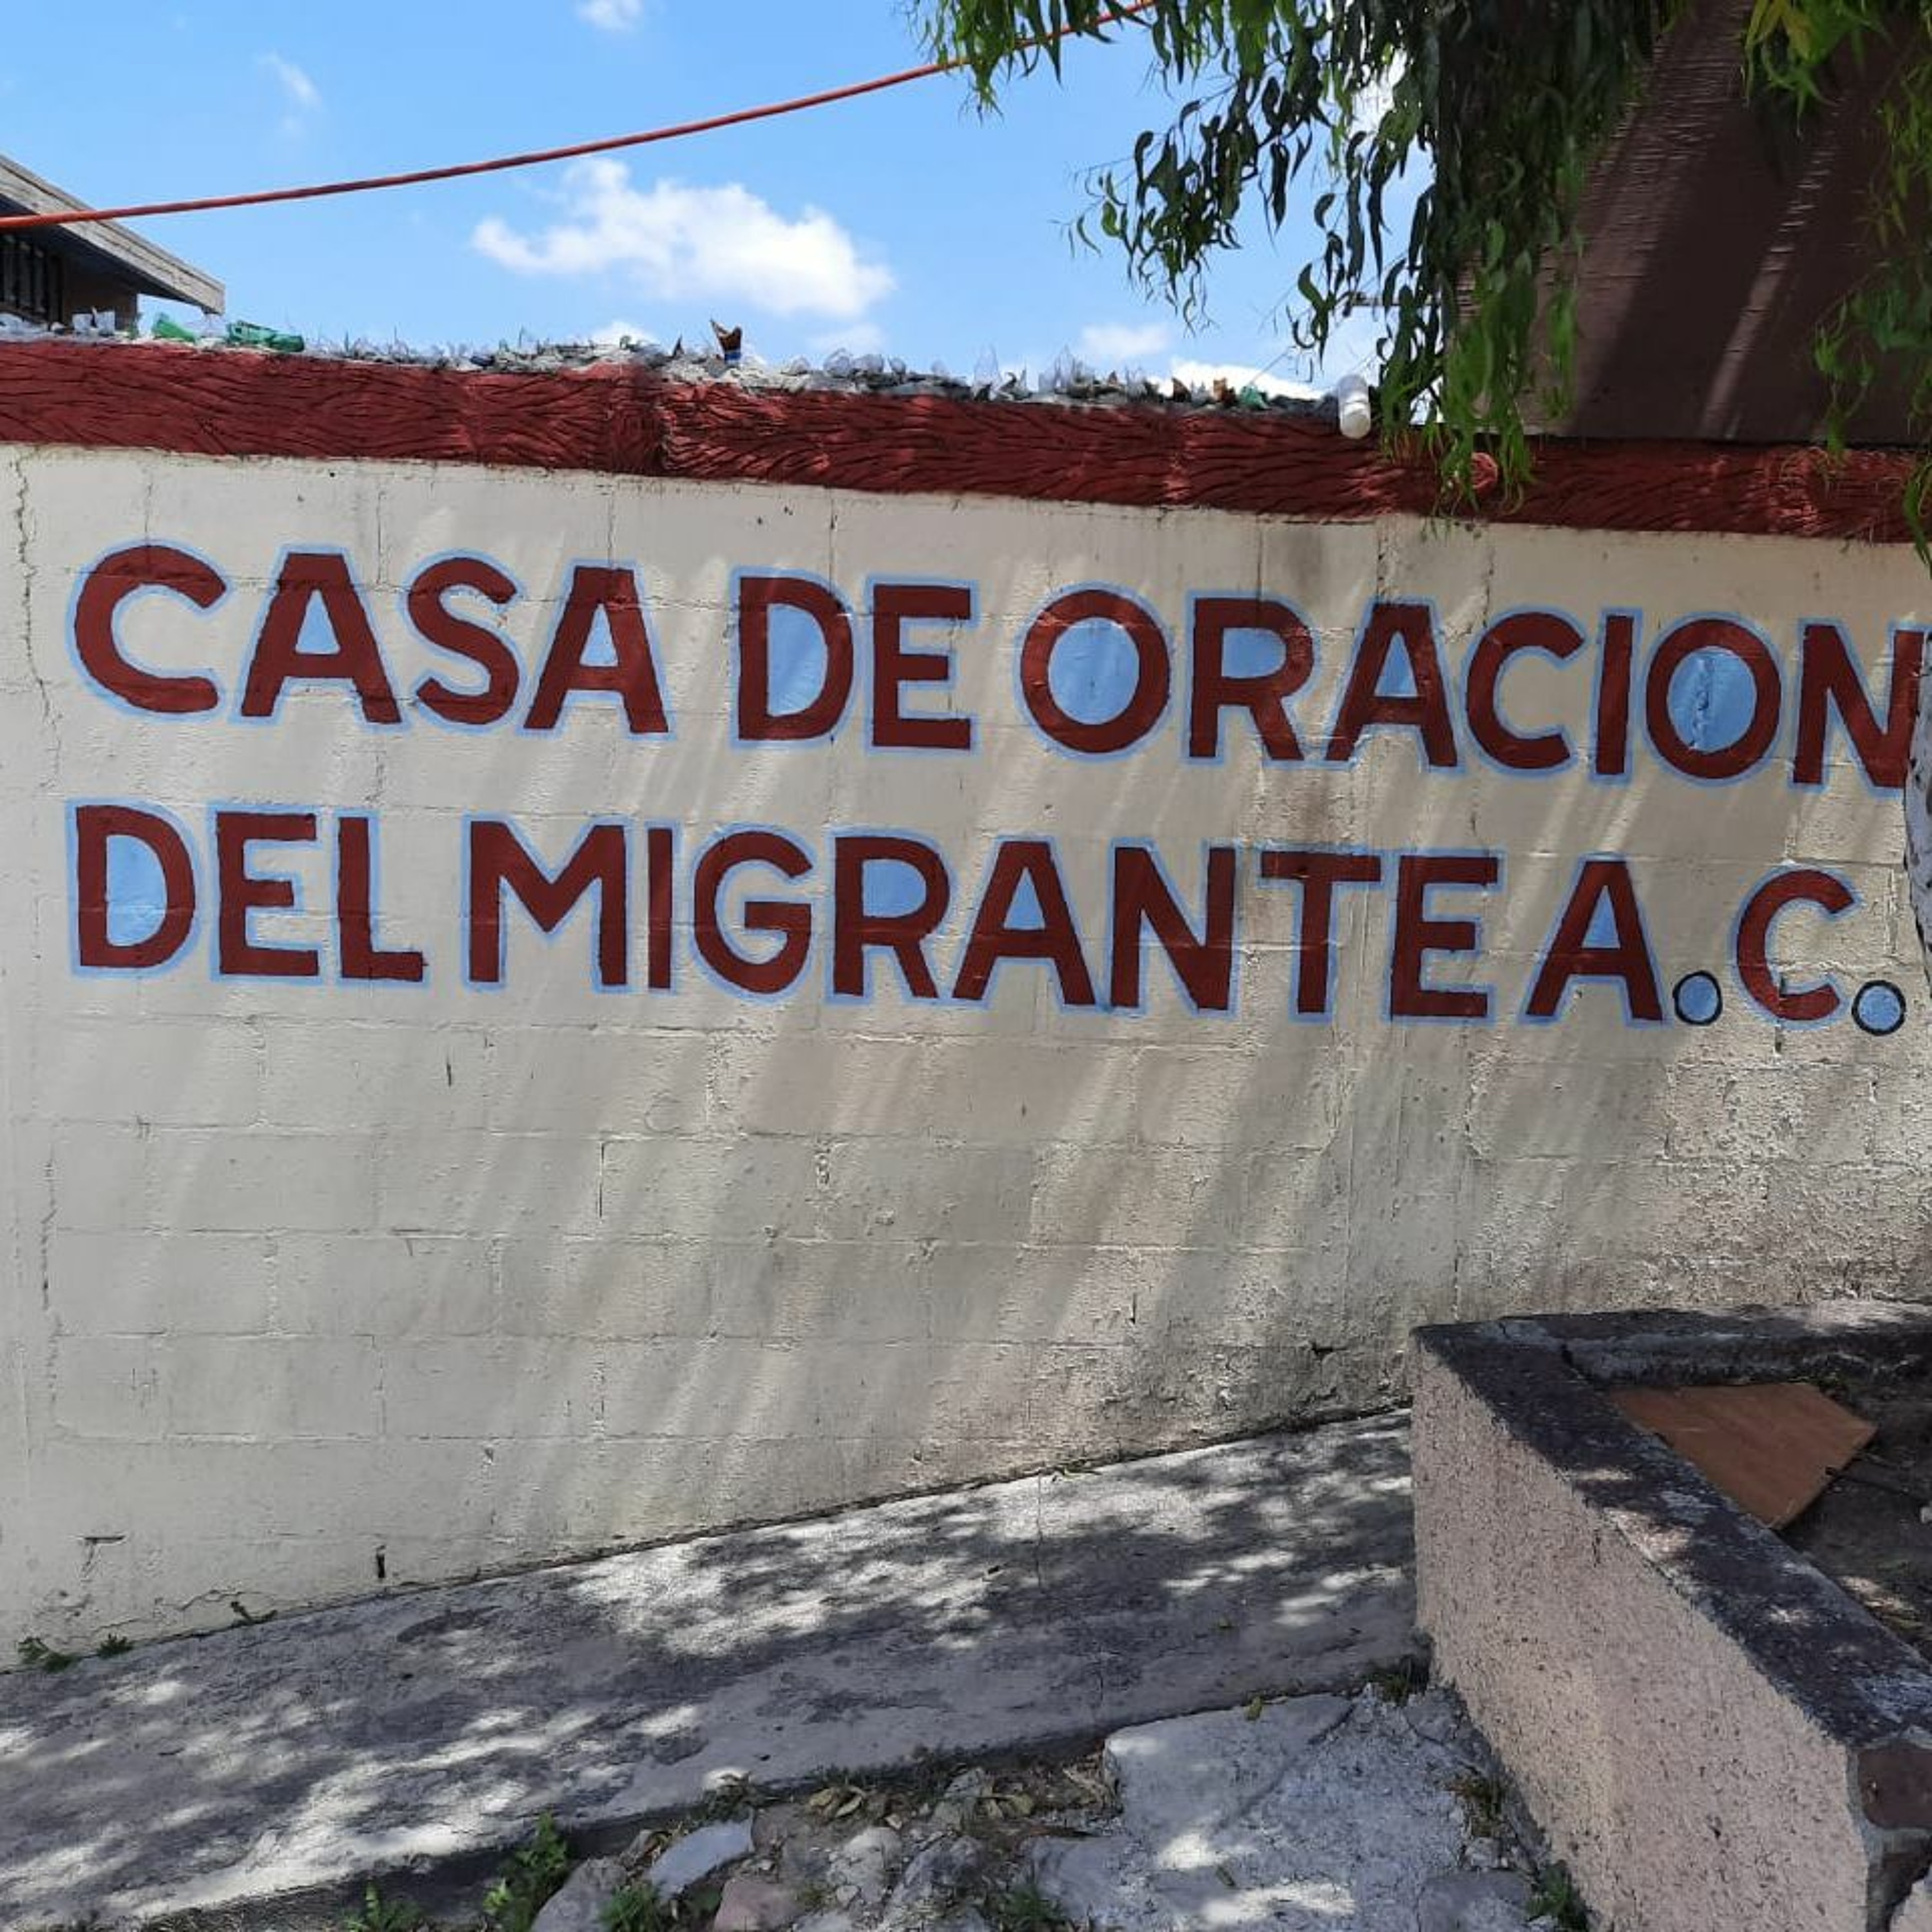 CASA DE ORACION
DEL MIGRANTE A.C.